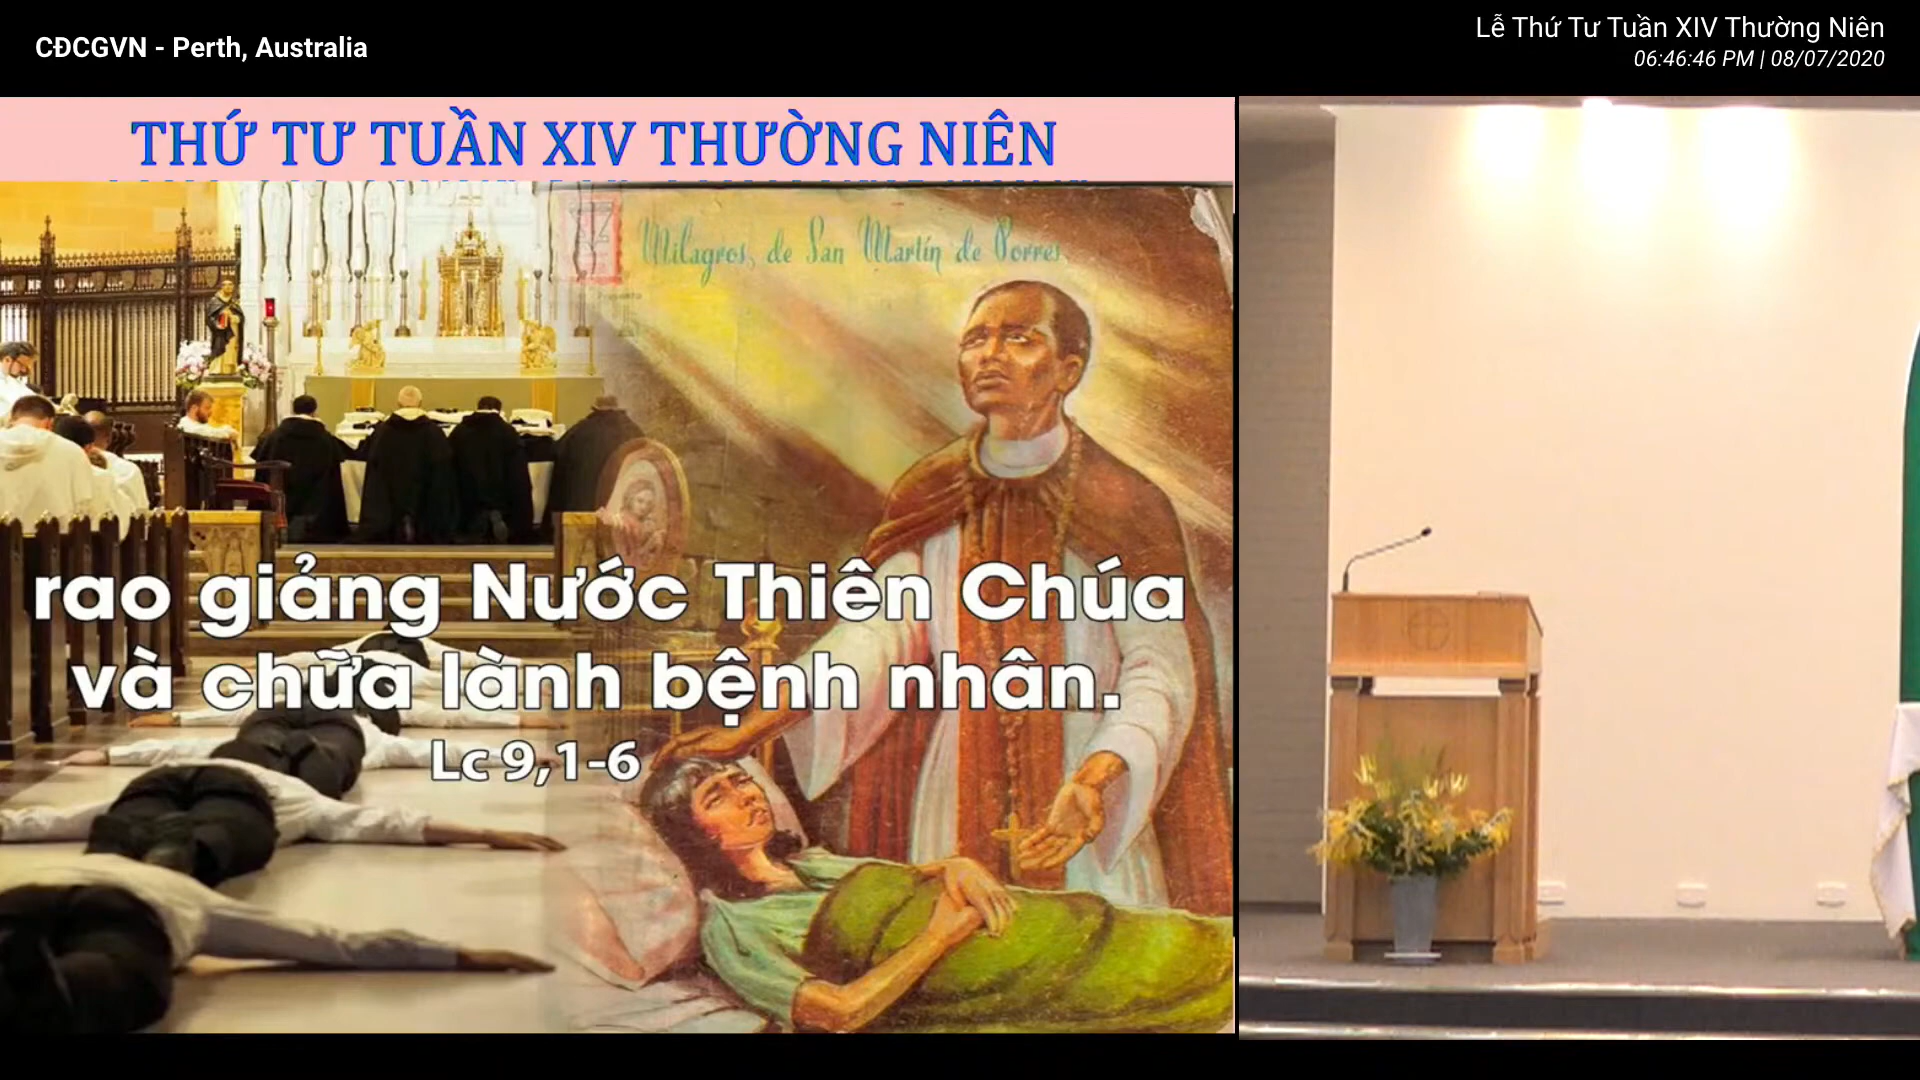 CĐCGVN - Perth, Australia
Lễ Thứ Tư Tuần XIV Thường Niên
06:46:46 PM | 08/07/2020
THỨ TƯ TUẦN XIV THƯỜNG NIÊN
Milagros, de San Martín de Porres
rao giảng Nước Thiên Chúa
và chữa lành bệnh nhân.
Lc 9,1-6